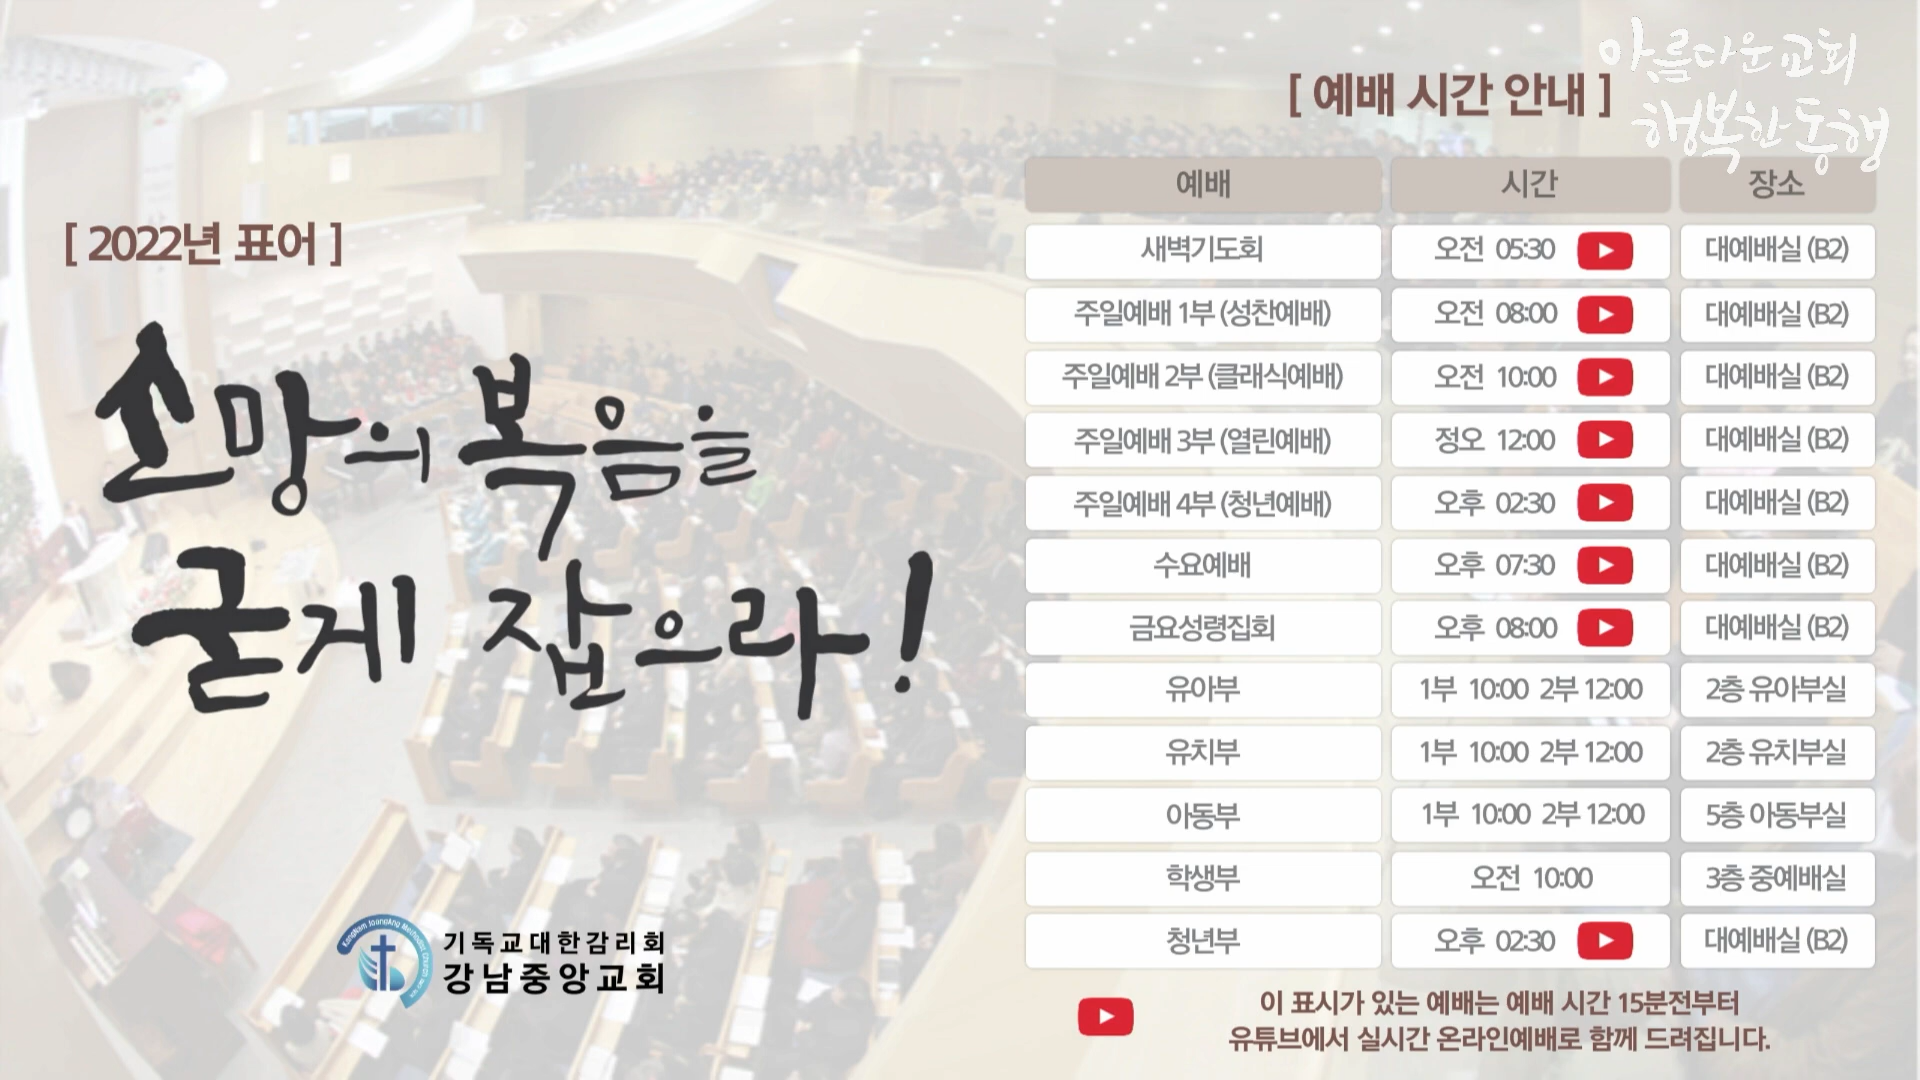 아름다운교회
행복한동행
[ 2022년 표어 ]
소망의 복음을
굳게 잡으라!
기독교대한감리회
강남중앙교회
[ 예배 시간 안내 ]
예배 시간 장소
새벽기도회 오전 05:30 대예배실 (B2)
주일예배 1부 (성찬예배) 오전 08:00 대예배실 (B2)
주일예배 2부 (클래식예배) 오전 10:00 대예배실 (B2)
주일예배 3부 (열린예배) 정오 12:00 대예배실 (B2)
주일예배 4부 (청년예배) 오후 02:30 대예배실 (B2)
수요예배 오후 07:30 대예배실 (B2)
금요성령집회 오후 08:00 대예배실 (B2)
유아부 1부 10:00 2부 12:00 2층 유아부실
유치부 1부 10:00 2부 12:00 2층 유치부실
아동부 1부 10:00 2부 12:00 5층 아동부실
학생부 오전 10:00 3층 중예배실
청년부 오후 02:30 대예배실 (B2)
이 표시가 있는 예배는 예배 시간 15분전부터
유튜브에서 실시간 온라인예배로 함께 드려집니다.